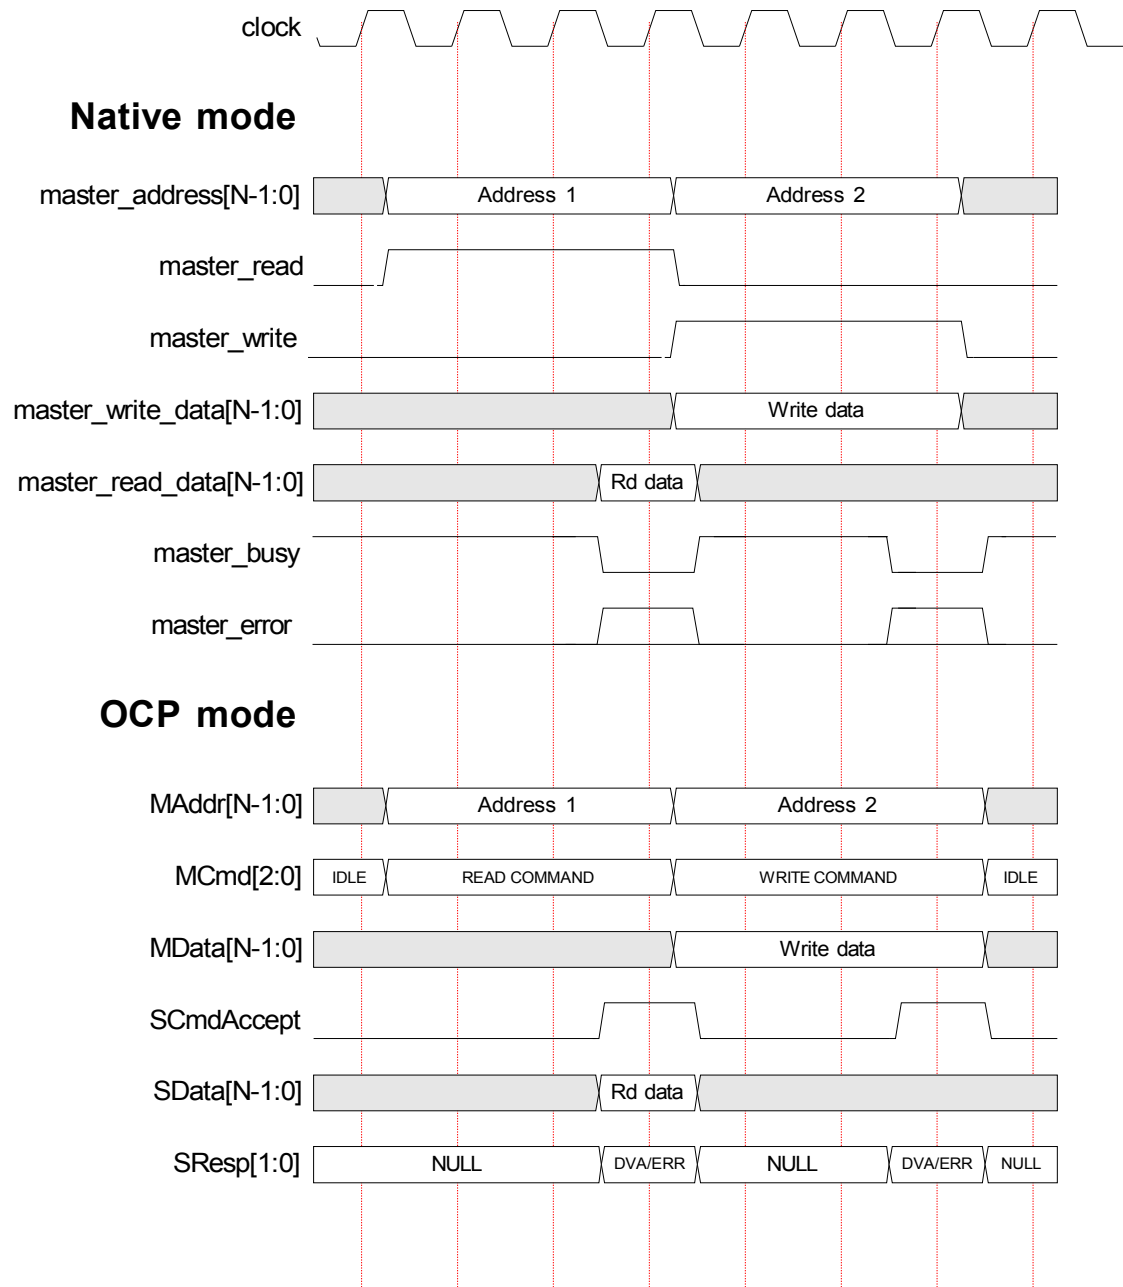 clock
Native mode
master_address[N-1:0] Address 1 Address 2
master_read
master_write
master_write_data[N-1:0] Write data
master_read_data[N-1:0] Rd data
master_busy
master_error
OCP mode
MAddr[N-1:0] Address 1 Address 2
MCmd[2:0] IDLE READ COMMAND WRITE COMMAND IDLE
MData[N-1:0] Write data
SCmdAccept
SData[N-1:0] Rd data
SResp[1:0] NULL DVA/ERR NULL DVA/ERR NULL